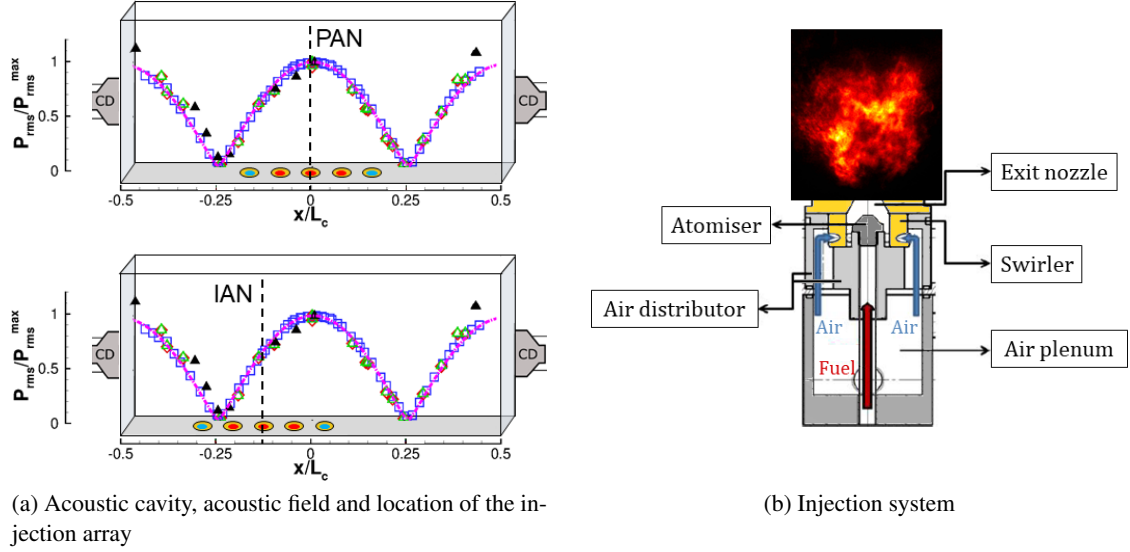 PAN
P_rms/P_rms^max
1
0.5
0
CD
CD
-0.5
-0.25
0
0.25
0.5
x/L_c
IAN
P_rms/P_rms^max
1
0.5
0
CD
CD
-0.5
-0.25
0
0.25
0.5
x/L_c
(a) Acoustic cavity, acoustic field and location of the in-
jection array
Exit nozzle
Atomiser
Swirler
Air distributor
Air
Air
Air plenum
Fuel
(b) Injection system